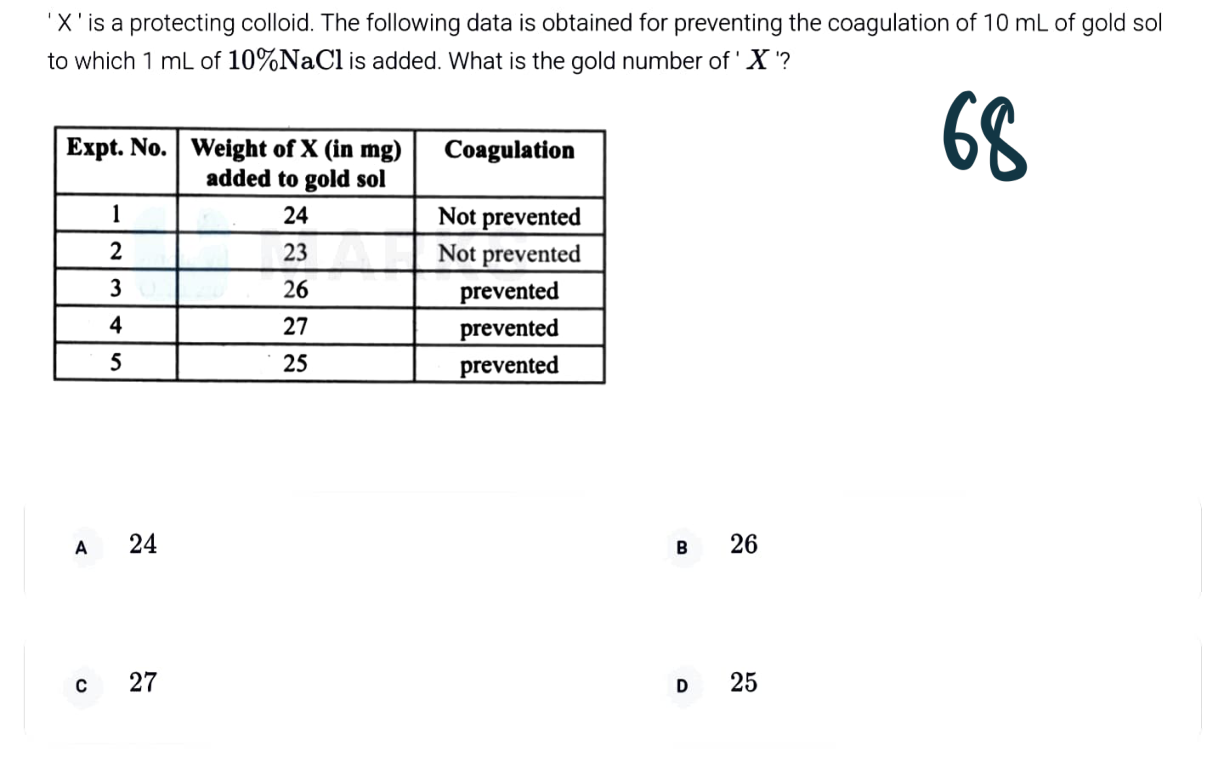 'X' is a protecting colloid. The following data is obtained for preventing the coagulation of 10 mL of gold sol
to which 1 mL of 10%NaCl is added. What is the gold number of ' X '?
68
Expt. No. Weight of X (in mg) added to gold sol Coagulation
1 24 Not prevented
2 23 Not prevented
3 26 prevented
4 27 prevented
5 25 prevented
MARKS
A 24
B 26
C 27
D 25